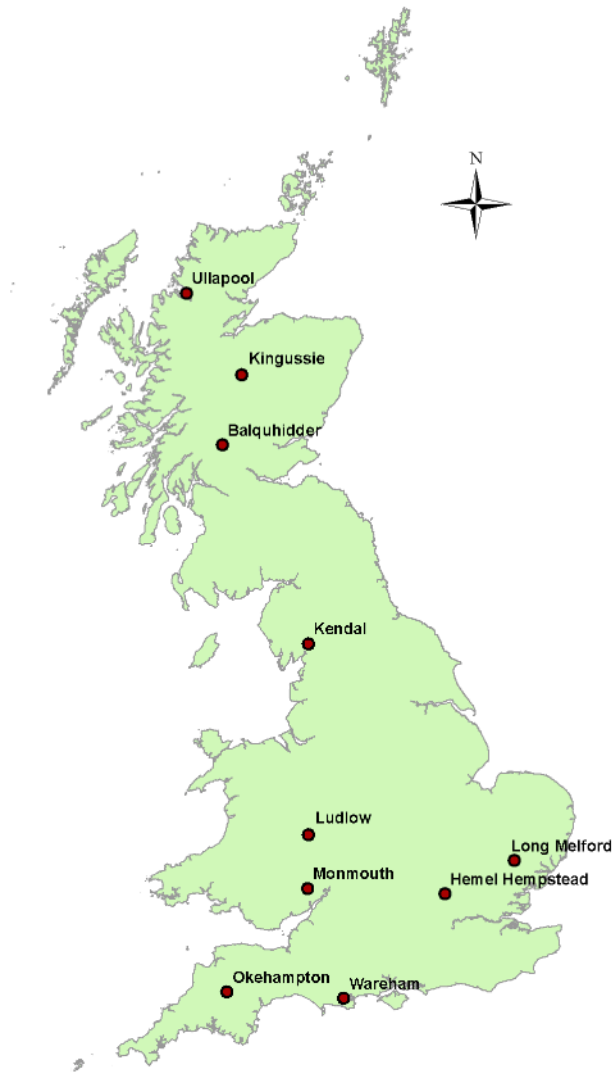 N
Ullapool
Kingussie
Balquhidder
Kendal
Ludlow
Long Melford
Monmouth
Hemel Hempstead
Okehampton
Wareham